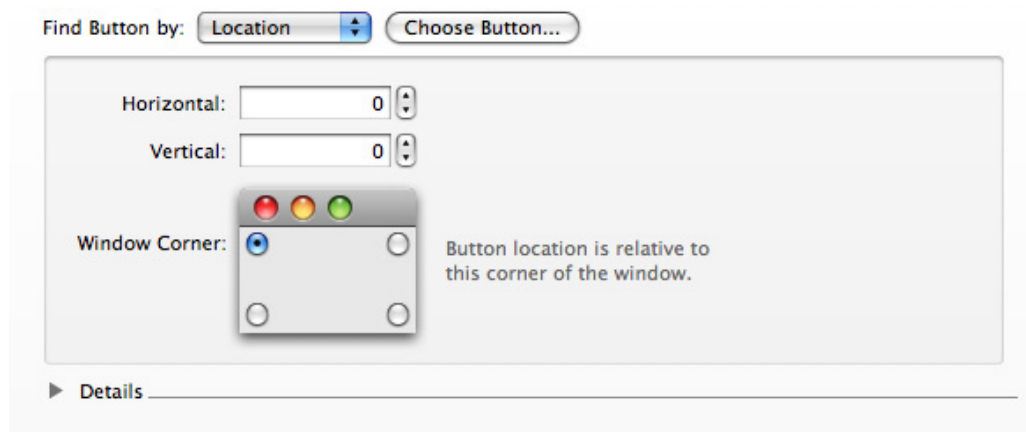 Find Button by: Location Choose Button...
Horizontal: 0
Vertical: 0
Window Corner:
Button location is relative to
this corner of the window.
Details